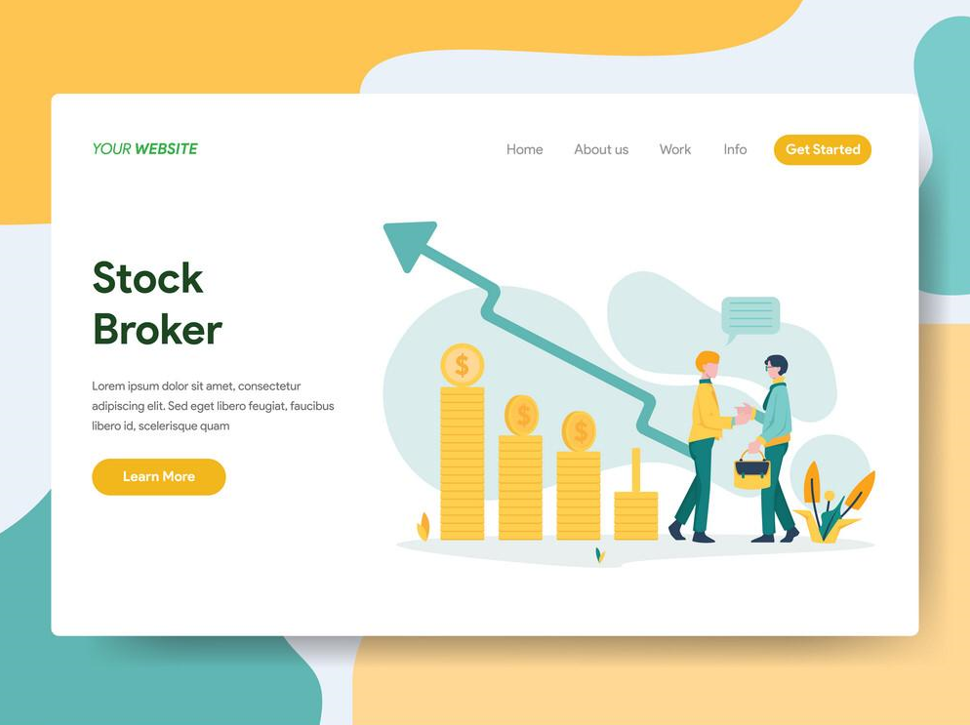 YOUR WEBSITE
Home About us Work Info Get Started
Stock
Broker
Lorem ipsum dolor sit amet, consectetur
adipiscing elit. Sed eget libero feugiat, faucibus
libero id, scelerisque quam
Learn More
$
$
$